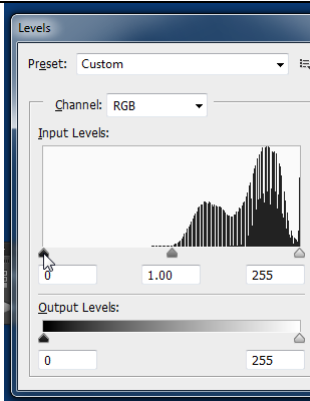 Levels
Preset: Custom
Channel: RGB
Input Levels:
0 1.00 255
Output Levels:
0 255